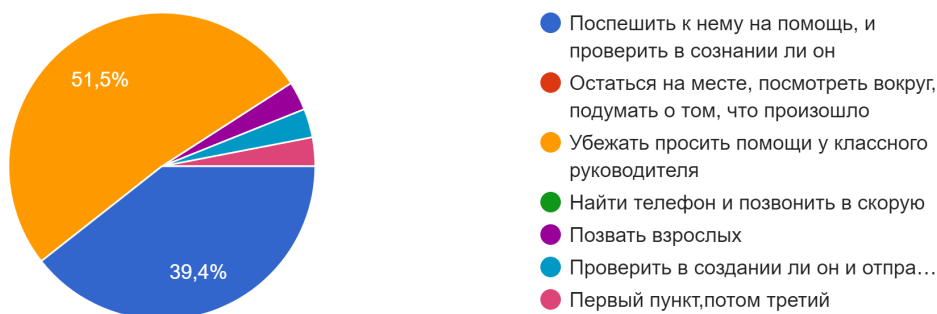 51,5%
39,4%
Поспешить к нему на помощь, и
проверить в сознании ли он
Остаться на месте, посмотреть вокруг,
подумать о том, что произошло
Убежать просить помощи у классного
руководителя
Найти телефон и позвонить в скорую
Позвать взрослых
Проверить в создании ли он и отпра…
Первый пункт,потом третий